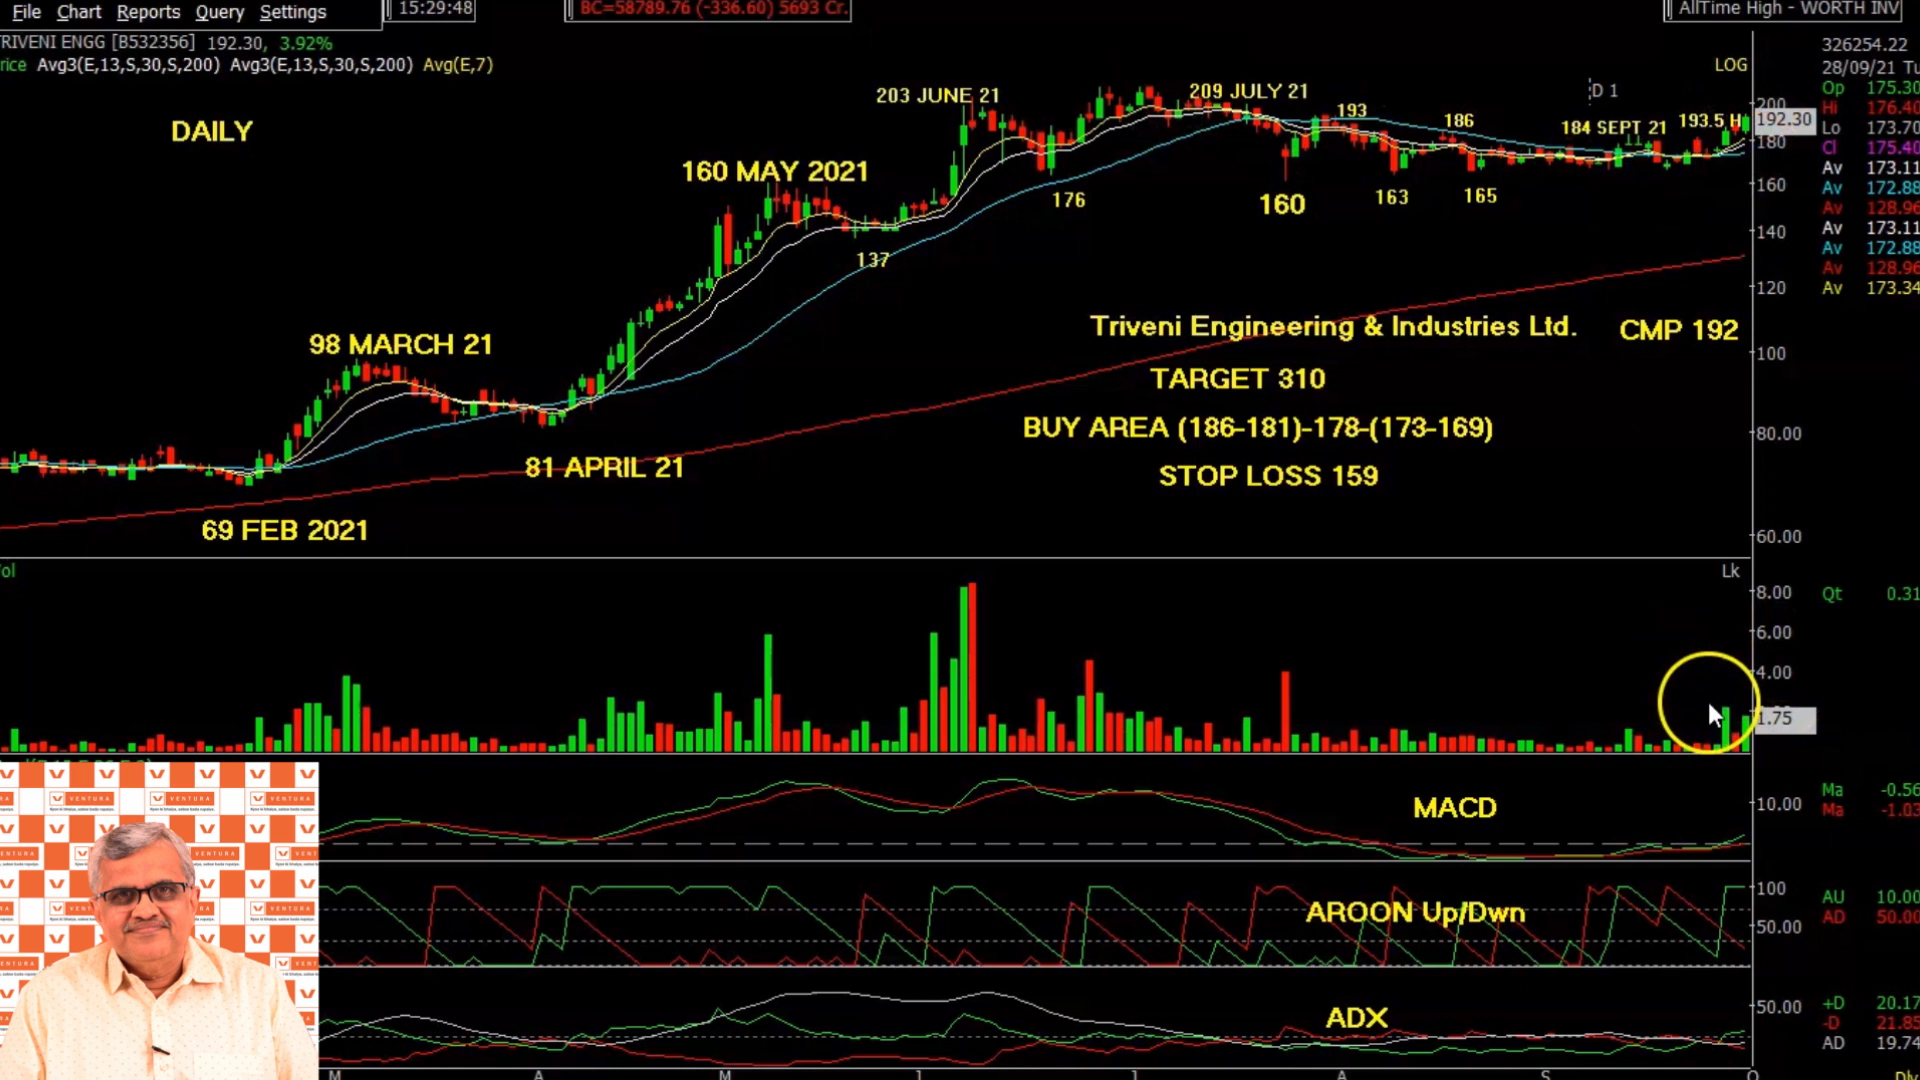 File Chart Reports Query Settings
15:29:48
BC=58789.76 (-336.60) 5693 Cr.
AllTime High - WORTH INV
TRIVENI ENGG [B532356] 192.30, 3.92%
rice Avg3(E,13,S,30,S,200) Avg3(E,13,S,30,S,200) Avg(E,7)
LOG
DAILY
203 JUNE 21
209 JULY 21
193
186
D 1
184 SEPT 21
193.5 H
160 MAY 2021
176
160
163
165
137
98 MARCH 21
81 APRIL 21
69 FEB 2021
Triveni Engineering & Industries Ltd. CMP 192
TARGET 310
BUY AREA (186-181)-178-(173-169)
STOP LOSS 159
200
192.30
180
160
140
120
100
80.00
60.00
326254.22
28/09/21 Tu
Op 175.30
Hi 176.40
Lo 173.70
Cl 175.40
Av 173.11
Av 172.88
Av 128.96
Av 173.11
Av 172.88
Av 128.96
Av 173.34
ol
Lk
8.00
6.00
4.00
1.75
Qt 0.31
MACD
10.00
Ma -0.56
Ma -1.03
AROON Up/Dwn
100
50.00
AU 10.00
AD 50.00
ADX
50.00
+D 20.17
-D 21.85
AD 19.74
M A M J J A S O
Dly
VENTURA